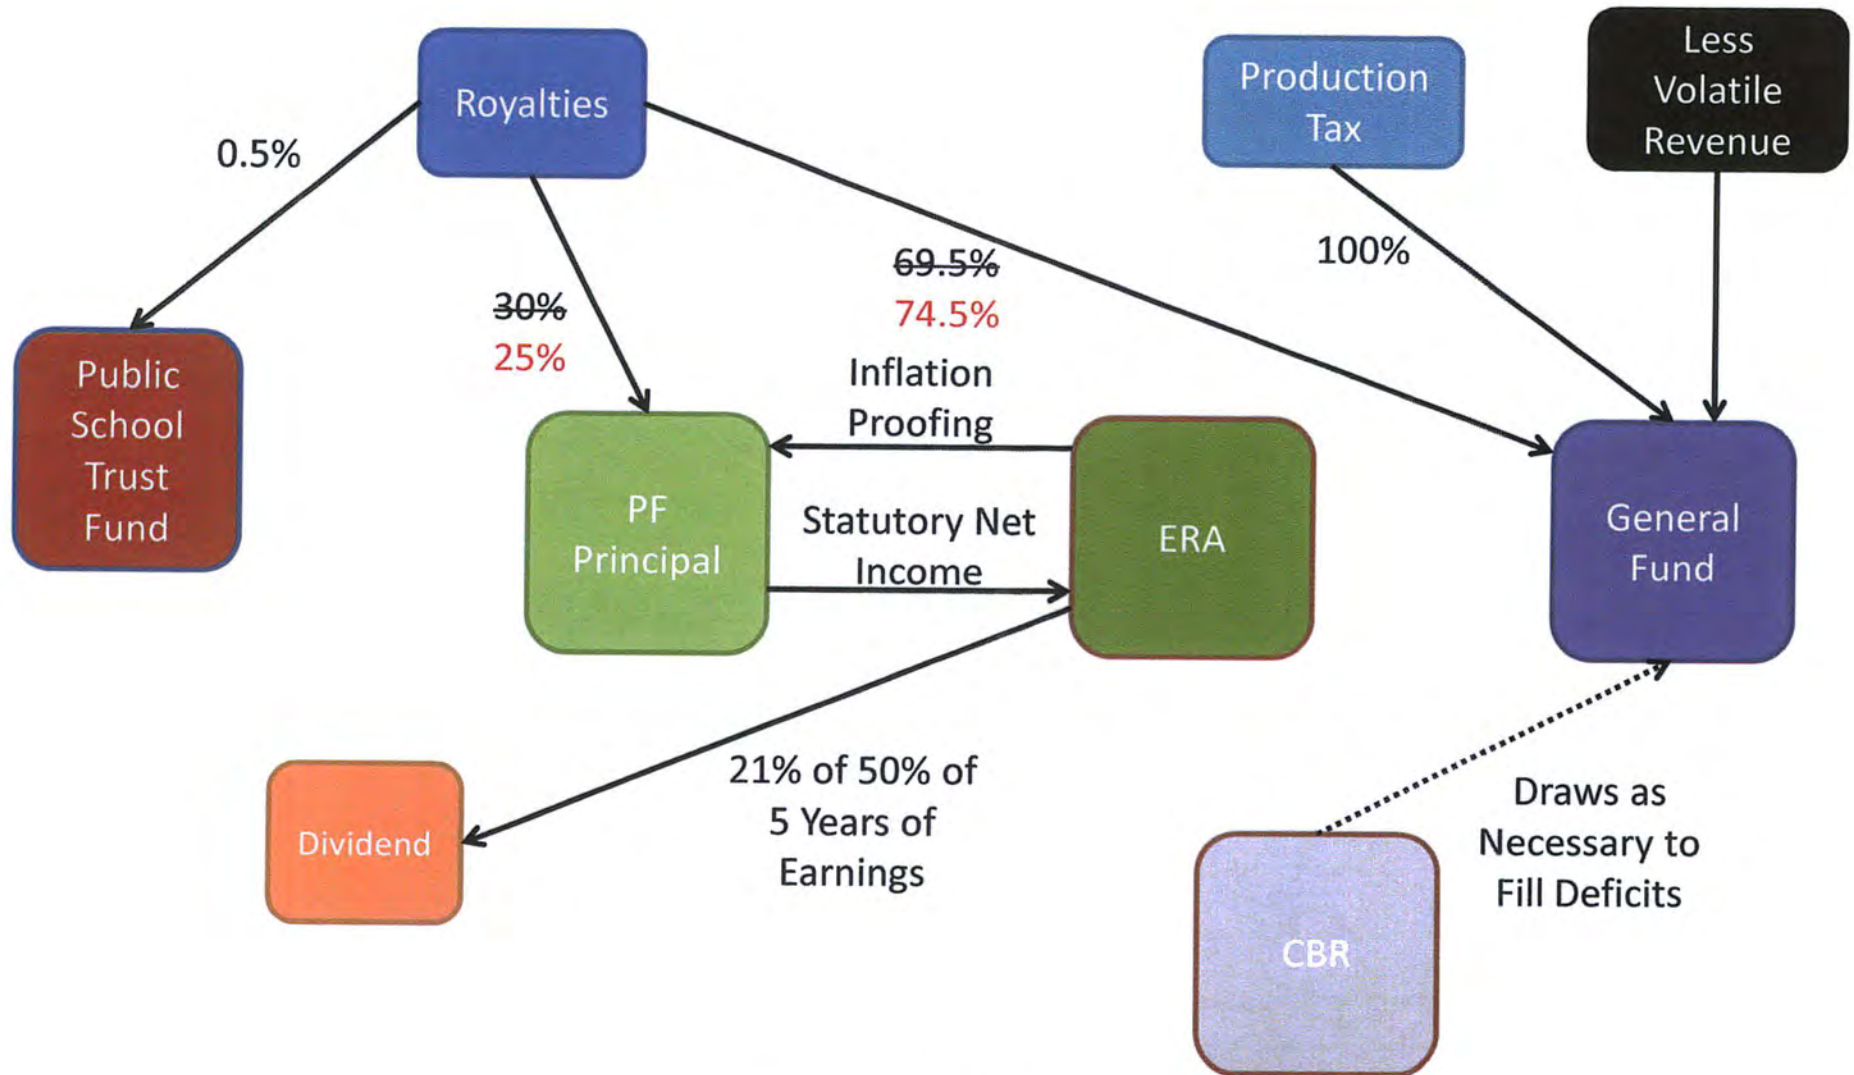 Royalties
Production
Tax
Less
Volatile
Revenue
0.5%
30%
25%
69.5%
74.5%
100%
Public
School
Trust
Fund
Inflation
Proofing
PF
Principal
Statutory Net
Income
ERA
General
Fund
Dividend
21% of 50% of
5 Years of
Earnings
Draws as
Necessary to
Fill Deficits
CBR